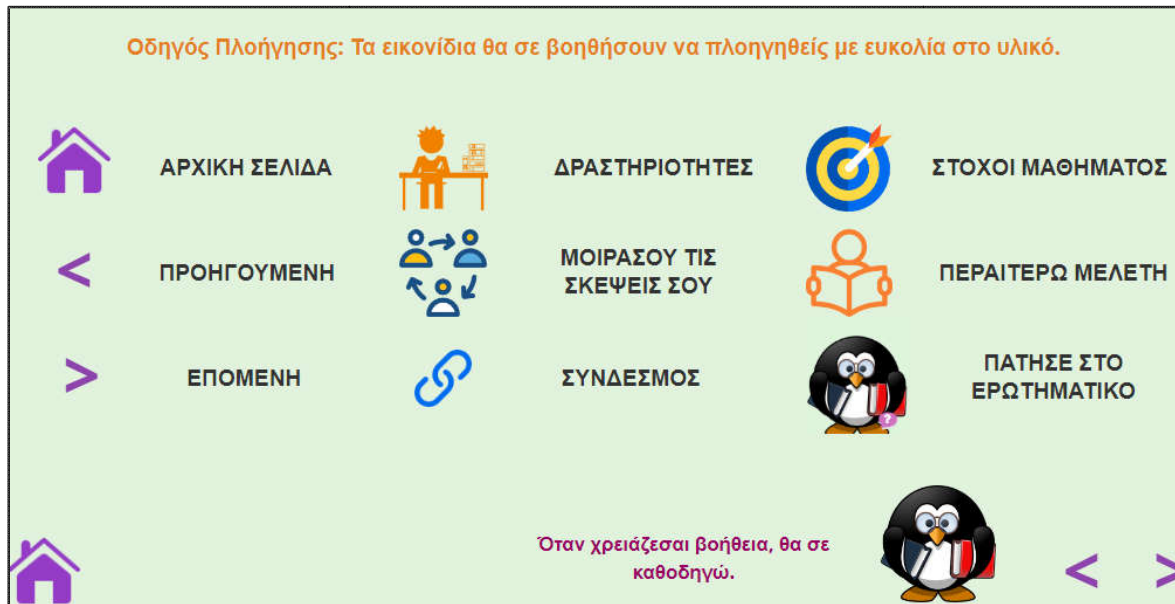 Οδηγός Πλοήγησης: Τα εικονίδια θα σε βοηθήσουν να πλοηγηθείς με ευκολία στο υλικό.
ΑΡΧΙΚΗ ΣΕΛΙΔΑ
ΔΡΑΣΤΗΡΙΟΤΗΤΕΣ
ΣΤΟΧΟΙ ΜΑΘΗΜΑΤΟΣ
<
ΠΡΟΗΓΟΥΜΕΝΗ
ΜΟΙΡΑΣΟΥ ΤΙΣ
ΣΚΕΨΕΙΣ ΣΟΥ
ΠΕΡΑΙΤΕΡΩ ΜΕΛΕΤΗ
>
ΕΠΟΜΕΝΗ
ΣΥΝΔΕΣΜΟΣ
?
ΠΑΤΗΣΕ ΣΤΟ
ΕΡΩΤΗΜΑΤΙΚΟ
Όταν χρειάζεσαι βοήθεια, θα σε
καθοδηγώ.
< >